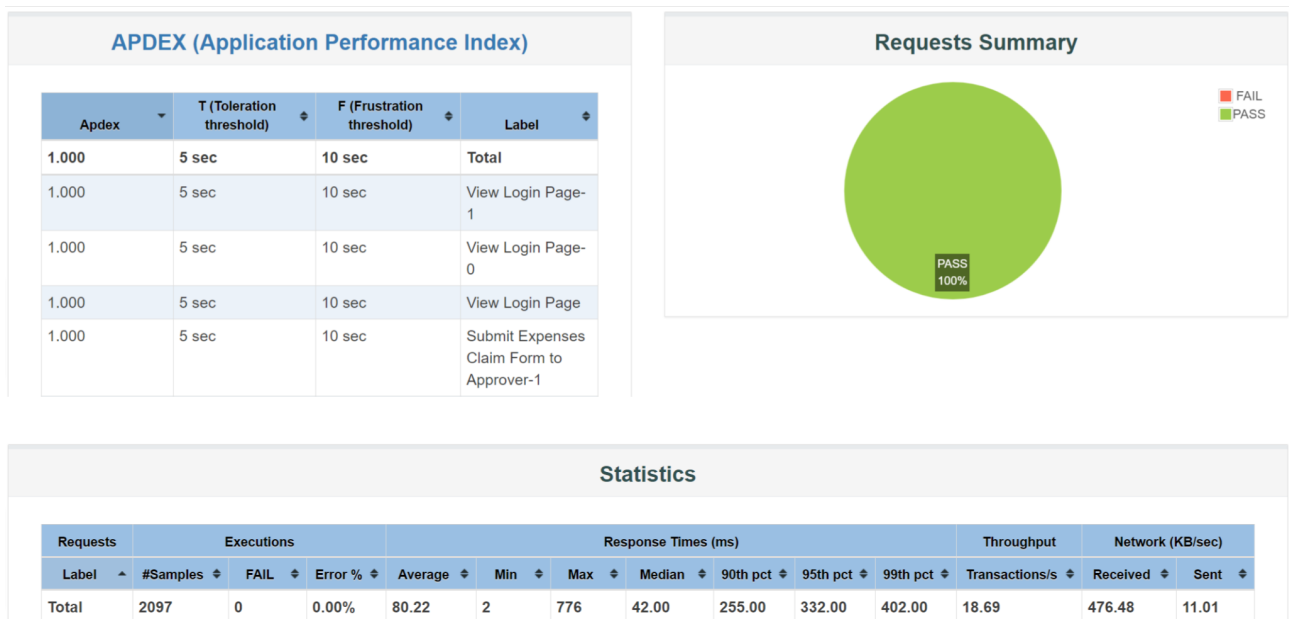 APDEX (Application Performance Index)
Apdex T (Toleration threshold) F (Frustration threshold) Label
1.000 5 sec 10 sec Total
1.000 5 sec 10 sec View Login Page-
1
1.000 5 sec 10 sec View Login Page-
0
1.000 5 sec 10 sec View Login Page
1.000 5 sec 10 sec Submit Expenses
Claim Form to
Approver-1
Requests Summary
FAIL
PASS
PASS
100%
Statistics
Requests Executions Response Times (ms) Throughput Network (KB/sec)
Label #Samples FAIL Error % Average Min Max Median 90th pct 95th pct 99th pct Transactions/s Received Sent
Total 2097 0 0.00% 80.22 2 776 42.00 255.00 332.00 402.00 18.69 476.48 11.01